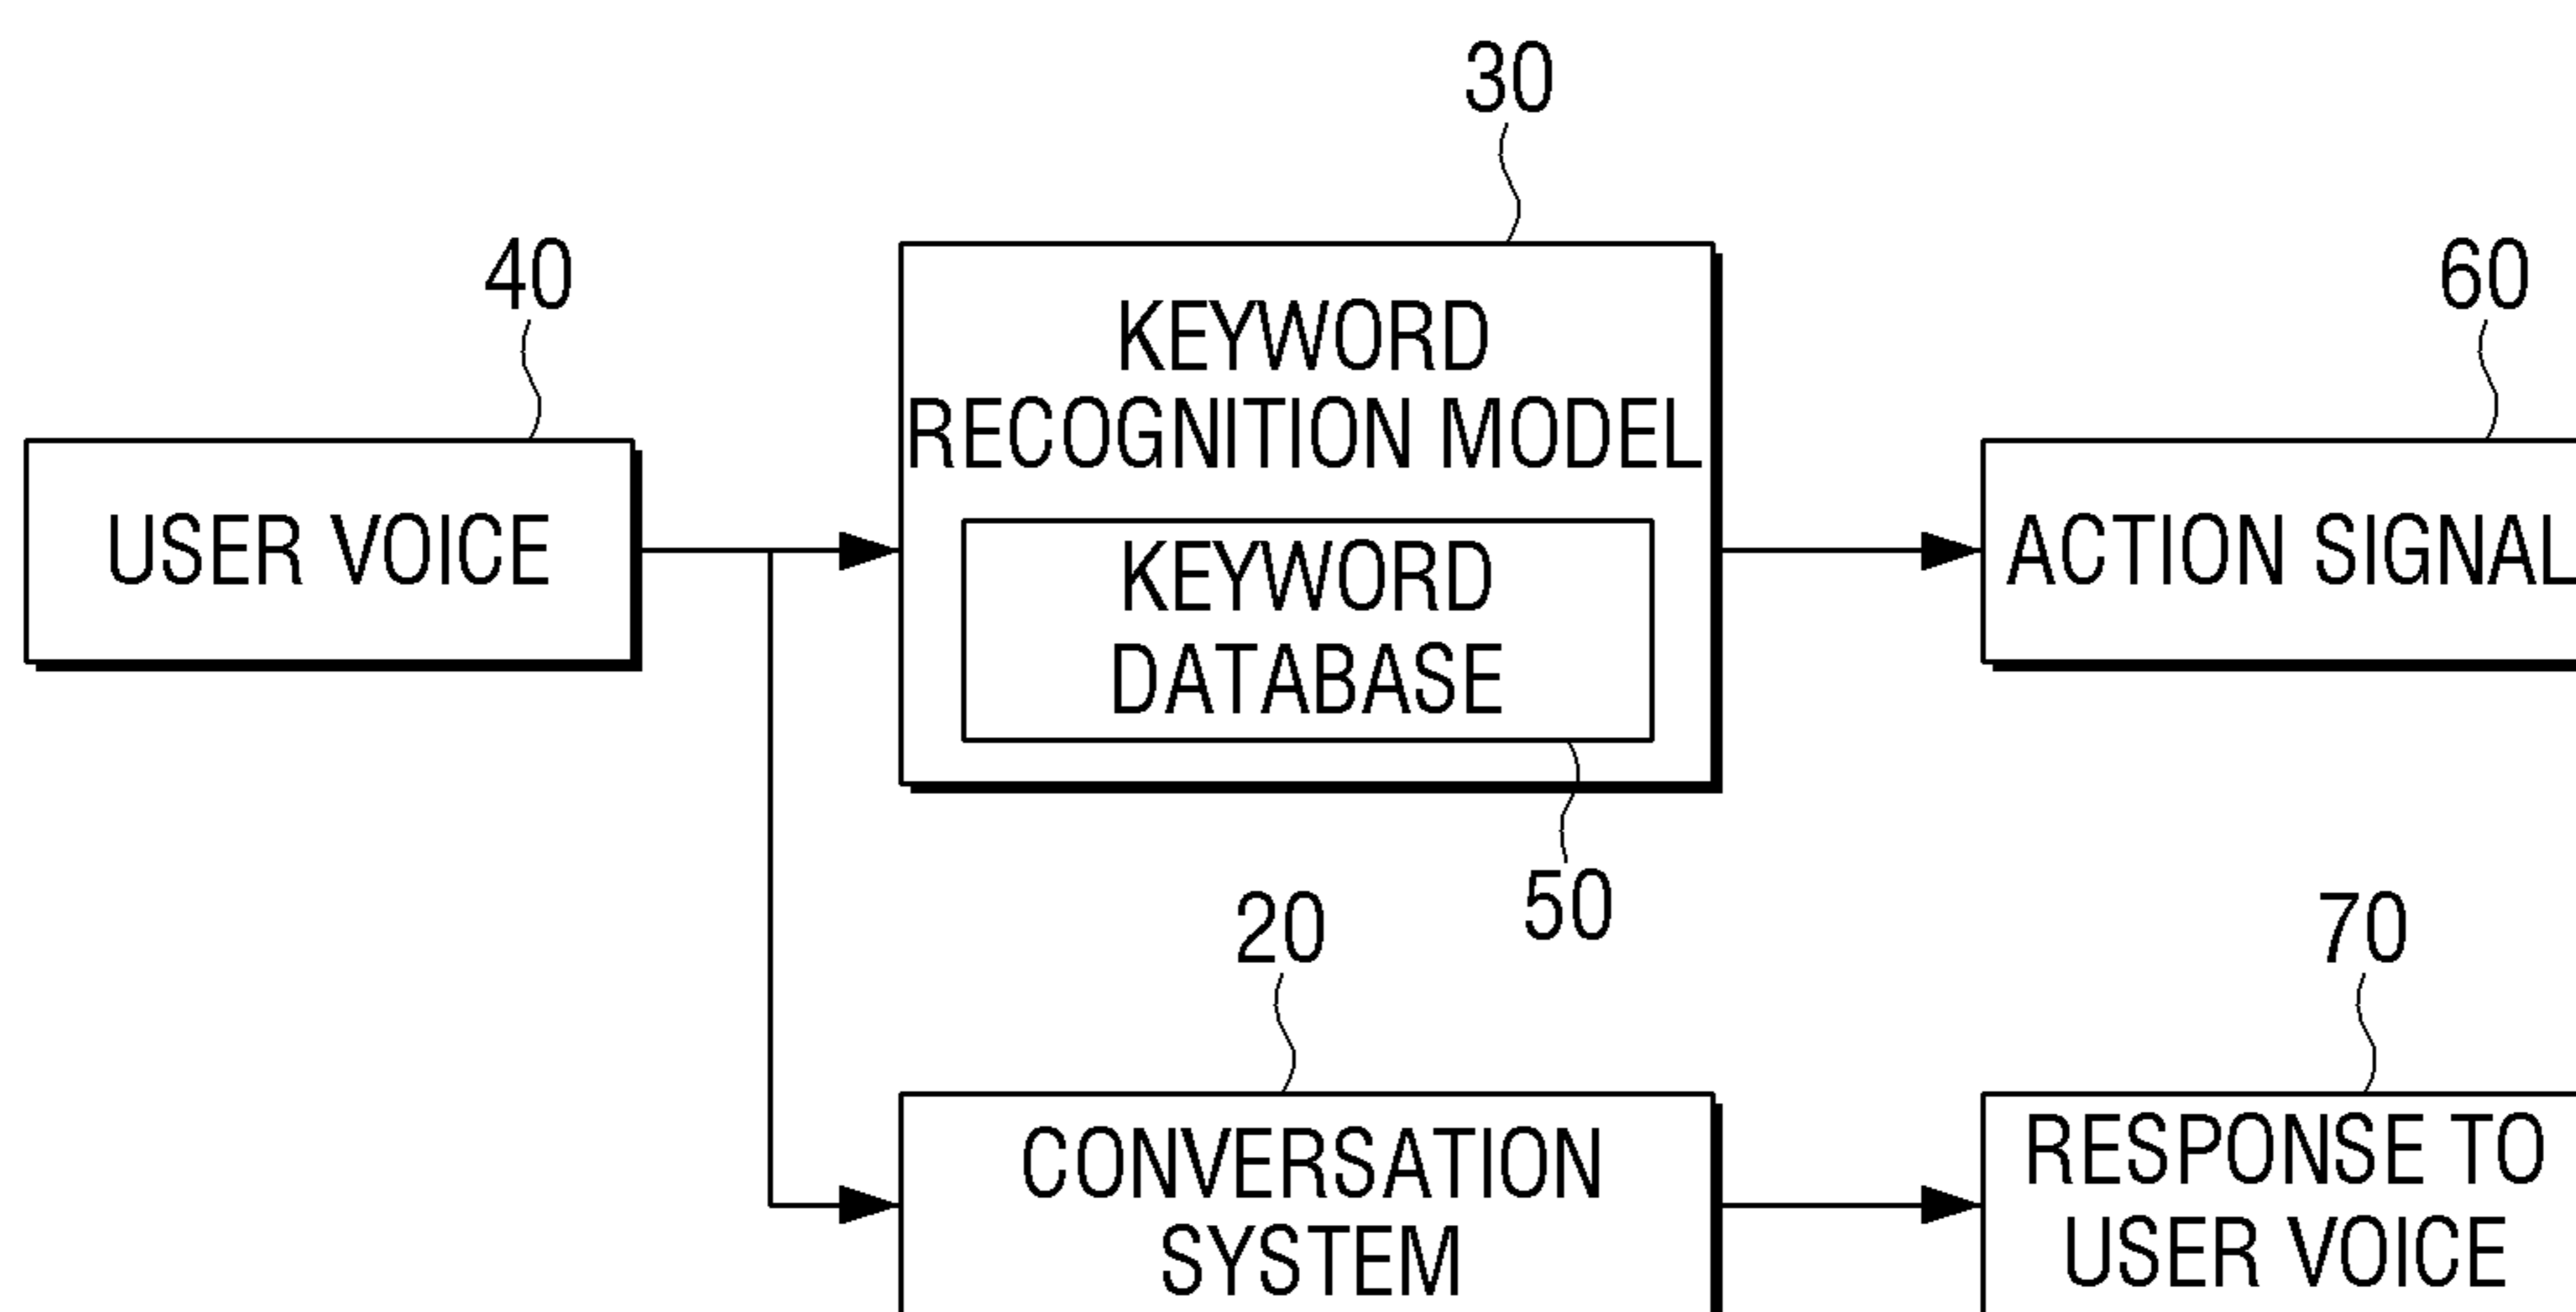 30
40
60
KEYWORD
RECOGNITION MODEL
USER VOICE
KEYWORD
DATABASE
ACTION SIGNAL
50
20
70
CONVERSATION
SYSTEM
RESPONSE TO
USER VOICE